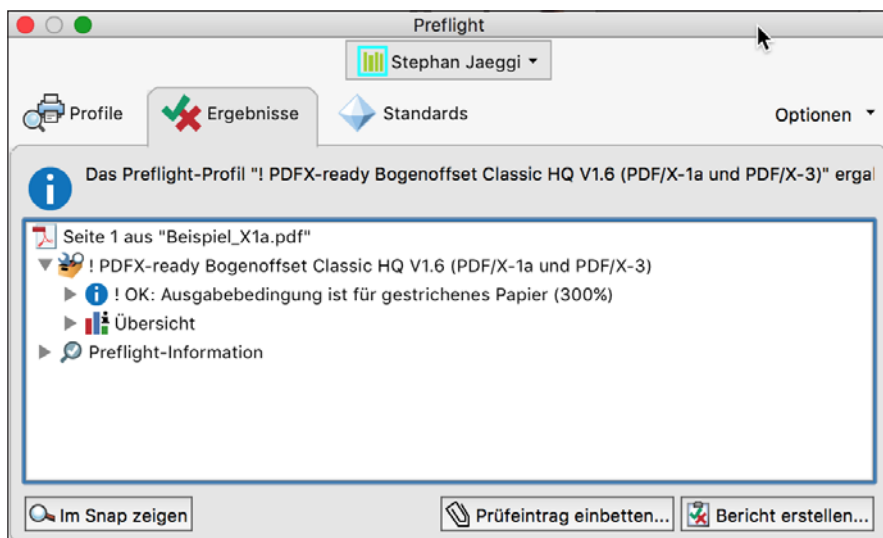 Preflight
Stephan Jaeggi
Profile
Ergebnisse
Standards
Optionen
Das Preflight-Profil "! PDFX-ready Bogenoffset Classic HQ V1.6 (PDF/X-1a und PDF/X-3)" ergal
Seite 1 aus "Beispiel_X1a.pdf"
! PDFX-ready Bogenoffset Classic HQ V1.6 (PDF/X-1a und PDF/X-3)
! OK: Ausgabebedingung ist für gestrichenes Papier (300%)
Übersicht
Preflight-Information
Im Snap zeigen
Prüfeintrag einbetten...
Bericht erstellen...